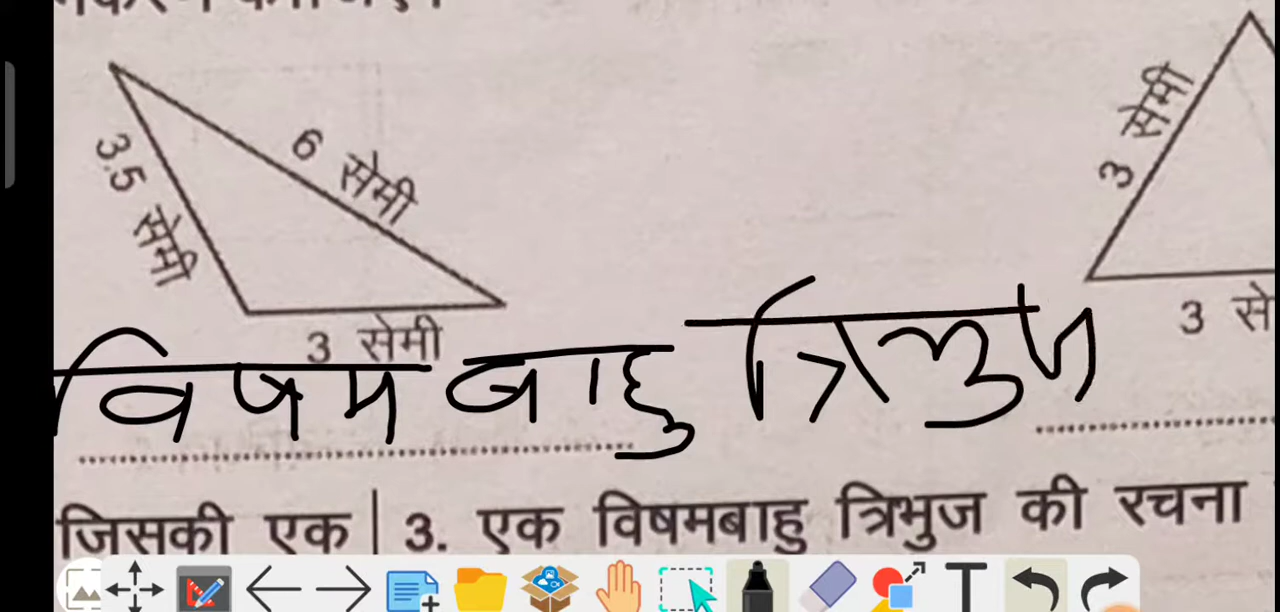 3 सेमी
6 सेमी
3.5 सेमी
3 सेमी
3 से
विषम बाहु त्रिभुज
जिसकी एक | 3. एक विषमबाहु त्रिभुज की रचना